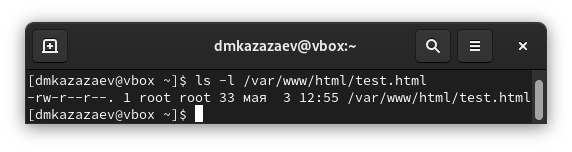 dmkazazaev@vbox:~
[dmkazazaev@vbox ~]$ ls -l /var/www/html/test.html
-rw-r--r--. 1 root root 33 мая  3 12:55 /var/www/html/test.html
[dmkazazaev@vbox ~]$